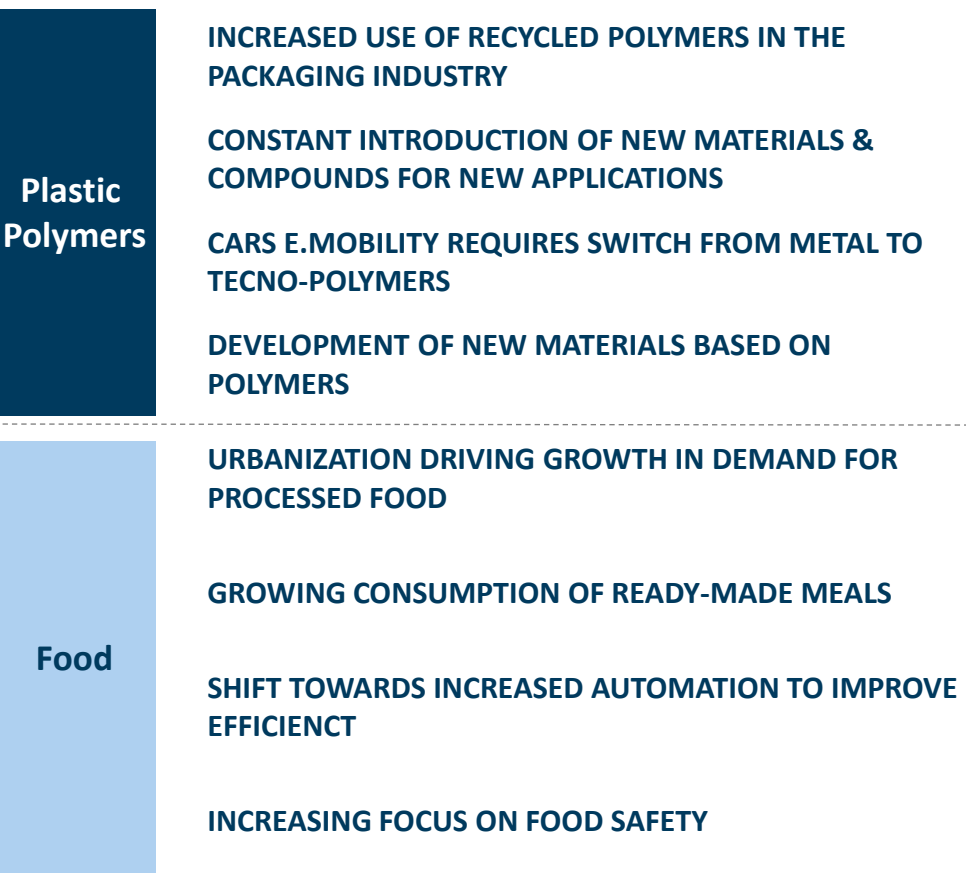 Plastic
Polymers
INCREASED USE OF RECYCLED POLYMERS IN THE
PACKAGING INDUSTRY
CONSTANT INTRODUCTION OF NEW MATERIALS &
COMPOUNDS FOR NEW APPLICATIONS
CARS E.MOBILITY REQUIRES SWITCH FROM METAL TO
TECNO-POLYMERS
DEVELOPMENT OF NEW MATERIALS BASED ON
POLYMERS
Food
URBANIZATION DRIVING GROWTH IN DEMAND FOR
PROCESSED FOOD
GROWING CONSUMPTION OF READY-MADE MEALS
SHIFT TOWARDS INCREASED AUTOMATION TO IMPROVE
EFFICIENCT
INCREASING FOCUS ON FOOD SAFETY